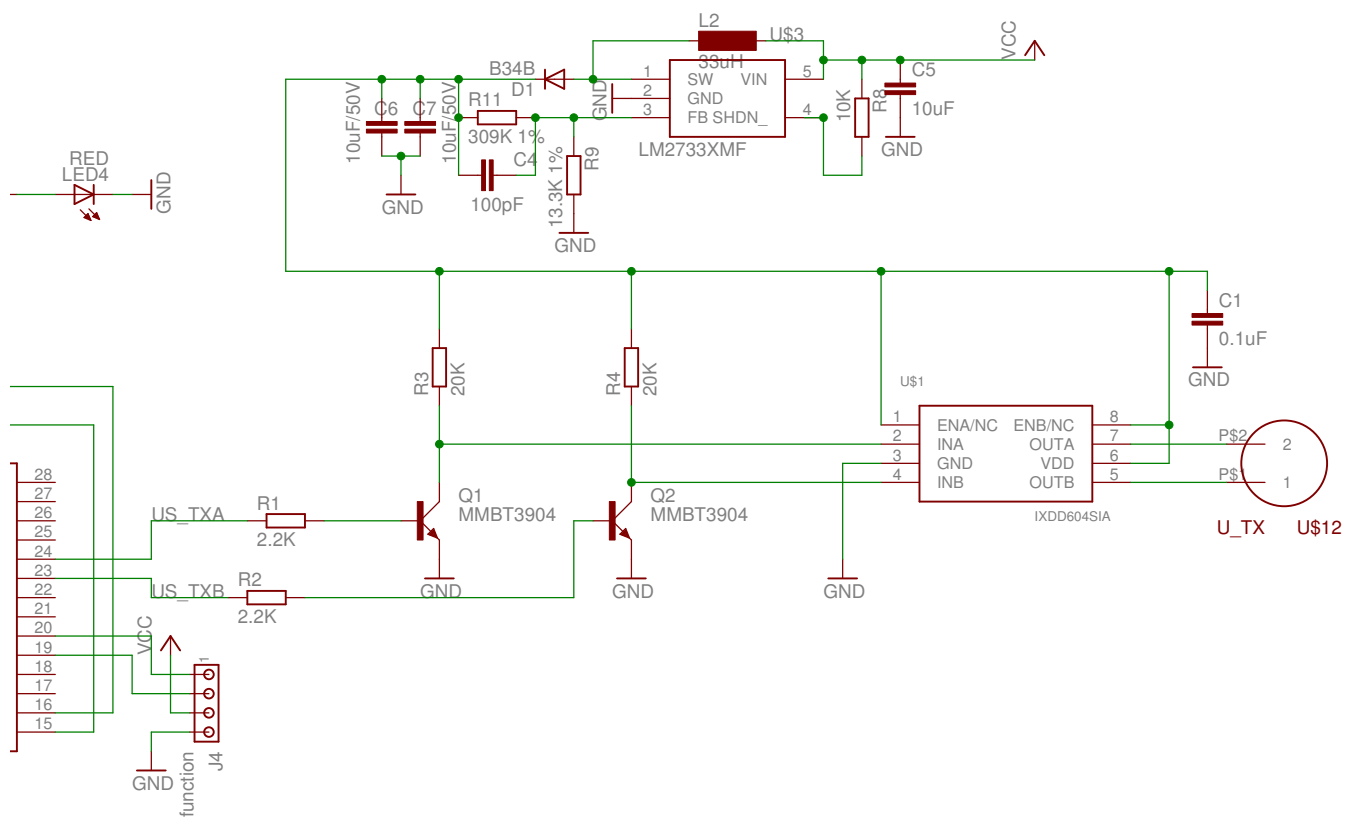 L2
U$3
33uH
VCC
B34B
D1
1
SW
VIN
5
2
GND
GND
3
FB SHDN_
4
LM2733XMF
10K
R8
C5
10uF
GND
10uF/50V
C6
C7
10uF/50V
GND
R11
309K 1%
C4
100pF
13.3K 1%
R9
GND
RED
LED4
GND
R3
20K
R4
20K
C1
0.1uF
GND
U$1
1
ENA/NC
ENB/NC
8
2
INA
OUTA
7
3
GND
VDD
6
4
INB
OUTB
5
IXDD604SIA
P$2
2
P$1
1
U_TX
U$12
GND
28
27
26
25
24
23
22
21
20
19
18
17
16
15
US_TXA
R1
2.2K
Q1
MMBT3904
GND
Q2
MMBT3904
GND
US_TXB
R2
2.2K
VCC
1
J4
function
GND